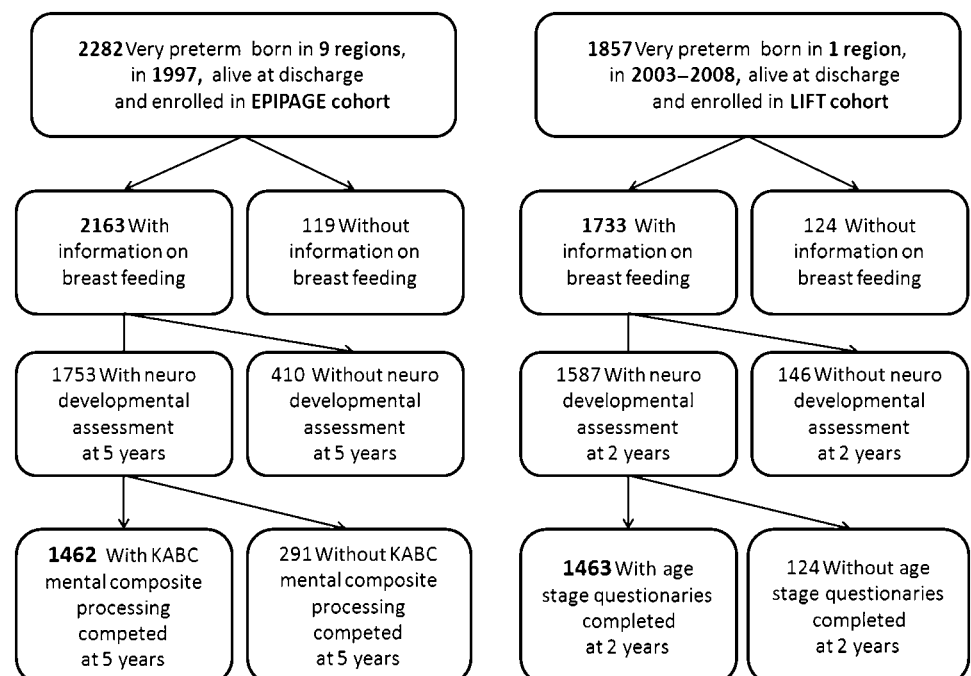 2282 Very preterm born in 9 regions,
in 1997, alive at discharge
and enrolled in EPIPAGE cohort
1857 Very preterm born in 1 region,
in 2003–2008, alive at discharge
and enrolled in LIFT cohort
2163 With
information on
breast feeding
119 Without
information on
breast feeding
1733 With
information on
breast feeding
124 Without
information on
breast feeding
1753 With neuro
developmental
assessment
at 5 years
410 Without neuro
developmental
assessment
at 5 years
1587 With neuro
developmental
assessment
at 2 years
146 Without neuro
developmental
assessment
at 2 years
1462 With KABC
mental composite
processing
competed
at 5 years
291 Without KABC
mental composite
processing
competed
at 5 years
1463 With age
stage questionaries
completed
at 2 years
124 Without age
stage questionaries
completed
at 2 years